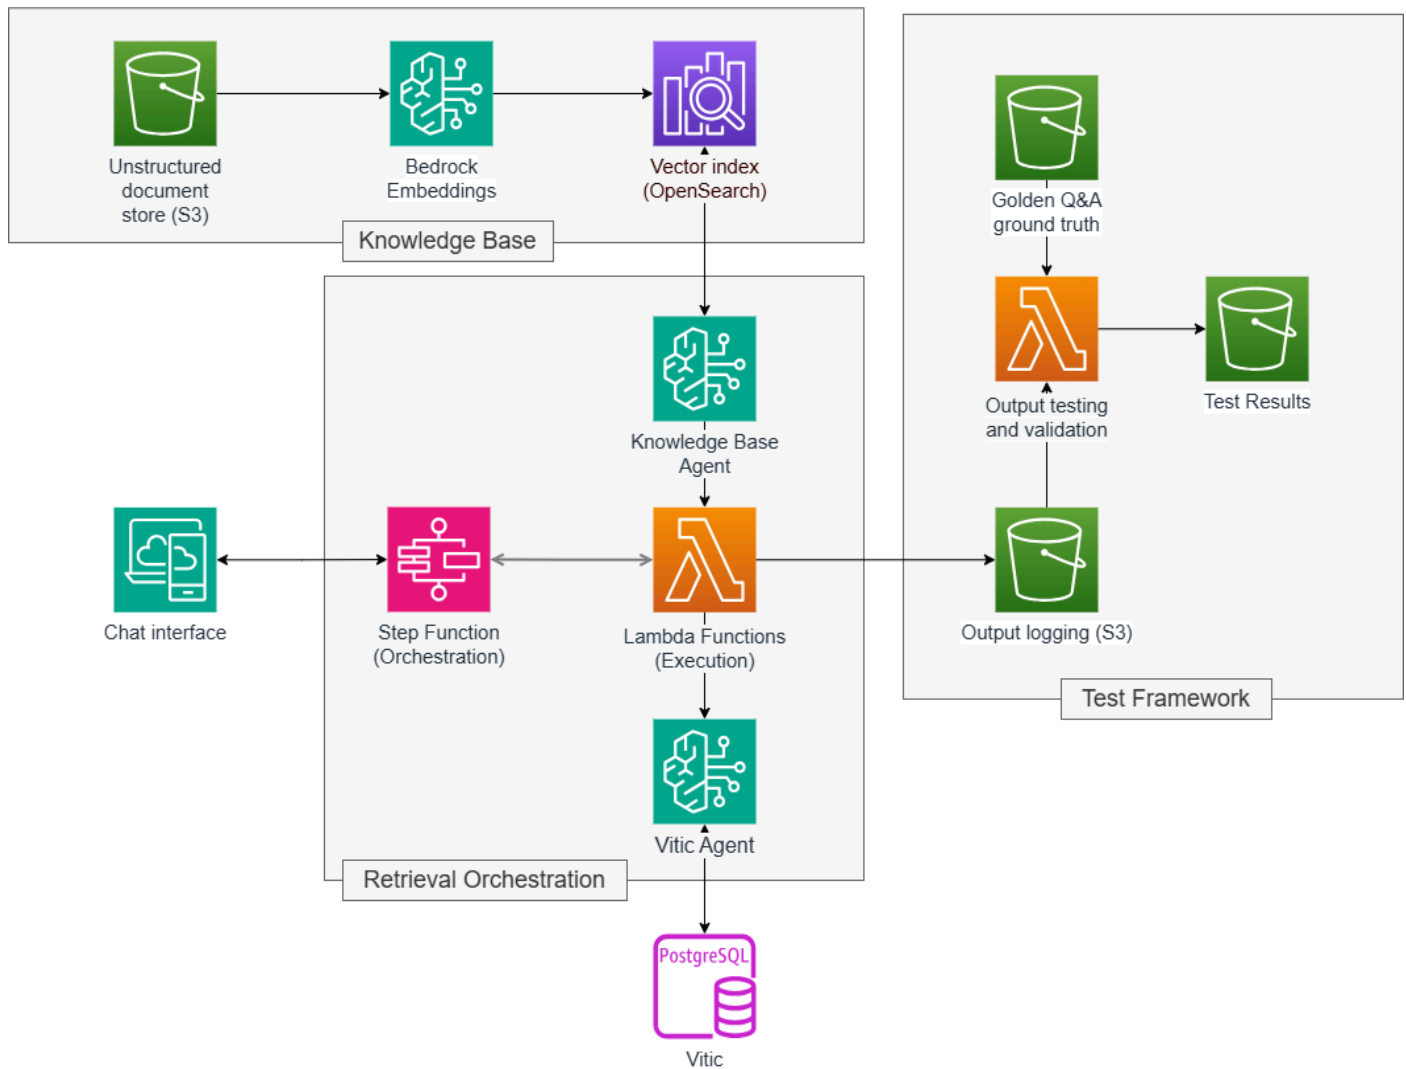 Unstructured
document
store (S3)
Bedrock
Embeddings
Vector index
(OpenSearch)
Knowledge Base
Golden Q&A
ground truth
Output testing
and validation
Test Results
Knowledge Base
Agent
Chat interface
Step Function
(Orchestration)
Lambda Functions
(Execution)
Output logging (S3)
Test Framework
Vitic Agent
Retrieval Orchestration
PostgreSQL
Vitic